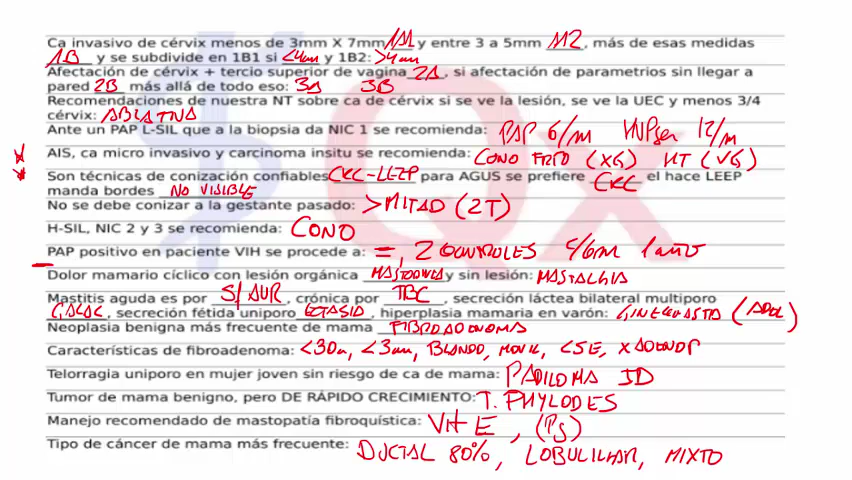 Ca invasivo de cérvix menos de 3mm X 7mm 1A1 y entre 3 a 5mm 1A2, más de esas medidas
1B y se subdivide en 1B1 si <4cm y 1B2: >4cm
Afectación de cérvix + tercio superior de vagina 2A, si afectación de parametrios sin llegar a
pared 2B más allá de todo eso: 3A 3B
Recomendaciones de nuestra NT sobre ca de cérvix si se ve la lesión, se ve la UEC y menos 3/4
cérvix: ABLATIVA
Ante un PAP L-SIL que a la biopsia da NIC 1 se recomienda: PAP 6/m 12/m
AIS, ca micro invasivo y carcinoma insitu se recomienda: CONO FRIO (XG) HT (VG)
Son técnicas de conización confiables CKC-LEEP para AGUS se prefiere CKC el hace LEEP
manda bordes NO VISIBLE
No se debe conizar a la gestante pasado: >MITAD (2T)
H-SIL, NIC 2 y 3 se recomienda: CONO
PAP positivo en paciente VIH se procede a: =, 2 CONTROLES c/6m 1 año
Dolor mamario cíclico con lesión orgánica MASTODINIA y sin lesión: MASTALGIA
Mastitis aguda es por S/AUR, crónica por TBC, secreción láctea bilateral multiporo
GALAC, secreción fétida uniporo ECTASIA, hiperplasia mamaria en varón: GINECOMASTIA (ADOL)
Neoplasia benigna más frecuente de mama FIBROADENOMA
Características de fibroadenoma: <30a, <3cm, BLANDO, MOVIL, CSE, XADENOP
Telorragia uniporo en mujer joven sin riesgo de ca de mama: PAPILOMA ID
Tumor de mama benigno, pero DE RÁPIDO CRECIMIENTO: T. PHYLODES
Manejo recomendado de mastopatía fibroquística: VIT E, (Pg)
Tipo de cáncer de mama más frecuente: DUCTAL 80%, LOBULILLAR, MIXTO